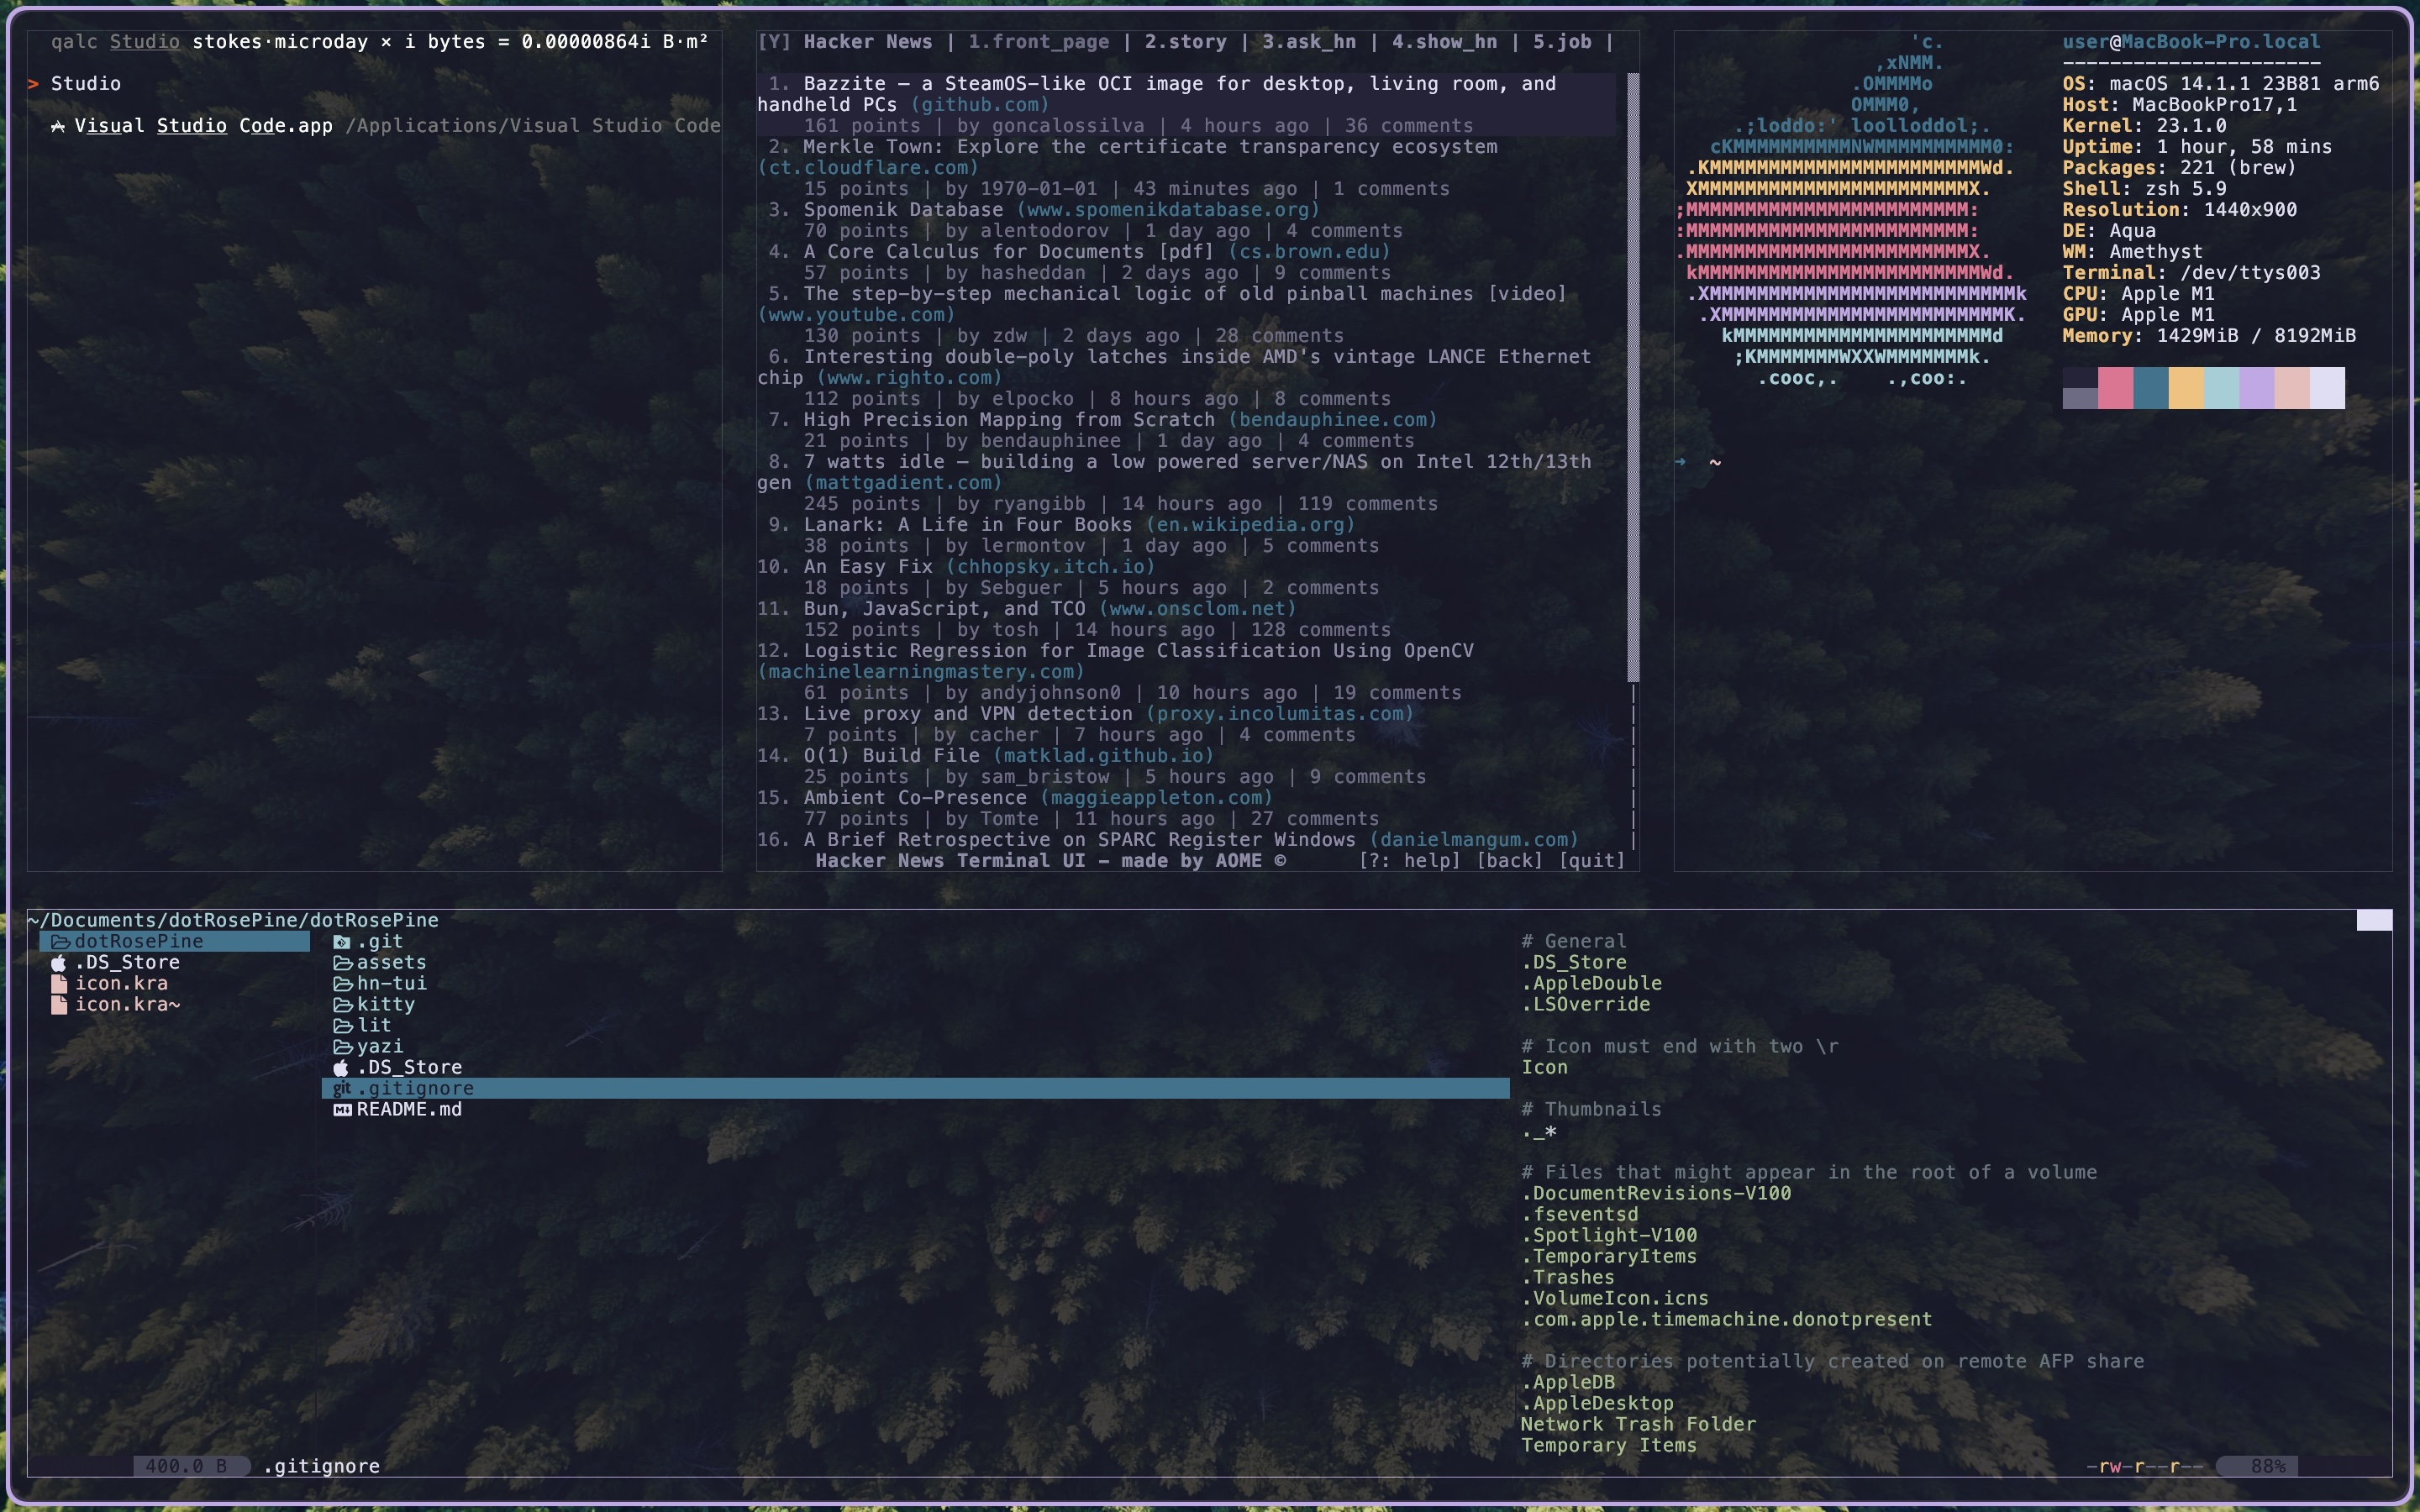 qalc Studio stokes·microday × i bytes = 0.00000864i B·m²
> Studio
Visual Studio Code.app /Applications/Visual Studio Code
[Y] Hacker News | 1.front_page | 2.story | 3.ask_hn | 4.show_hn | 5.job |
1. Bazzite – a SteamOS-like OCI image for desktop, living room, and
handheld PCs (github.com)
161 points | by goncalossilva | 4 hours ago | 36 comments
2. Merkle Town: Explore the certificate transparency ecosystem
(ct.cloudflare.com)
15 points | by 1970-01-01 | 43 minutes ago | 1 comments
3. Spomenik Database (www.spomenikdatabase.org)
70 points | by alentodorov | 1 day ago | 4 comments
4. A Core Calculus for Documents [pdf] (cs.brown.edu)
57 points | by hasheddan | 2 days ago | 9 comments
5. The step-by-step mechanical logic of old pinball machines [video]
(www.youtube.com)
130 points | by zdw | 2 days ago | 28 comments
6. Interesting double-poly latches inside AMD's vintage LANCE Ethernet
chip (www.righto.com)
112 points | by elpocko | 8 hours ago | 8 comments
7. High Precision Mapping from Scratch (bendauphinee.com)
21 points | by bendauphinee | 1 day ago | 4 comments
8. 7 watts idle – building a low powered server/NAS on Intel 12th/13th
gen (mattgadient.com)
245 points | by ryangibb | 14 hours ago | 119 comments
9. Lanark: A Life in Four Books (en.wikipedia.org)
38 points | by lermontov | 1 day ago | 5 comments
10. An Easy Fix (chhopsky.itch.io)
18 points | by Sebguer | 5 hours ago | 2 comments
11. Bun, JavaScript, and TCO (www.onsclom.net)
152 points | by tosh | 14 hours ago | 128 comments
12. Logistic Regression for Image Classification Using OpenCV
(machinelearningmastery.com)
61 points | by andyjohnson0 | 10 hours ago | 19 comments
13. Live proxy and VPN detection (proxy.incolumitas.com)
7 points | by cacher | 7 hours ago | 4 comments
14. O(1) Build File (matklad.github.io)
25 points | by sam_bristow | 5 hours ago | 9 comments
15. Ambient Co-Presence (maggieappleton.com)
77 points | by Tomte | 11 hours ago | 27 comments
16. A Brief Retrospective on SPARC Register Windows (danielmangum.com)
Hacker News Terminal UI - made by AOME © [?: help] [back] [quit]
'c.
,xNMM.
.OMMMMo
OMMM0,
.;loddo:' loolloddol;.
cKMMMMMMMMMMNWMMMMMMMMMM0:
.KMMMMMMMMMMMMMMMMMMMMMMMWd.
XMMMMMMMMMMMMMMMMMMMMMMMX.
;MMMMMMMMMMMMMMMMMMMMMMMM:
:MMMMMMMMMMMMMMMMMMMMMMMM:
.MMMMMMMMMMMMMMMMMMMMMMMMX.
kMMMMMMMMMMMMMMMMMMMMMMMMWd.
.XMMMMMMMMMMMMMMMMMMMMMMMMMMk
.XMMMMMMMMMMMMMMMMMMMMMMMMK.
kMMMMMMMMMMMMMMMMMMMMMMd
;KMMMMMMMWXXWMMMMMMMk.
.cooc,. .,coo:.
user@MacBook-Pro.local
----------------------
OS: macOS 14.1.1 23B81 arm6
Host: MacBookPro17,1
Kernel: 23.1.0
Uptime: 1 hour, 58 mins
Packages: 221 (brew)
Shell: zsh 5.9
Resolution: 1440x900
DE: Aqua
WM: Amethyst
Terminal: /dev/ttys003
CPU: Apple M1
GPU: Apple M1
Memory: 1429MiB / 8192MiB
→ ~
~/Documents/dotRosePine/dotRosePine
dotRosePine
.DS_Store
icon.kra
icon.kra~
.git
assets
hn-tui
kitty
lit
yazi
.DS_Store
git .gitignore
README.md
# General
.DS_Store
.AppleDouble
.LSOverride
# Icon must end with two \r
Icon
# Thumbnails
._*
# Files that might appear in the root of a volume
.DocumentRevisions-V100
.fseventsd
.Spotlight-V100
.TemporaryItems
.Trashes
.VolumeIcon.icns
.com.apple.timemachine.donotpresent
# Directories potentially created on remote AFP share
.AppleDB
.AppleDesktop
Network Trash Folder
Temporary Items
400.0 B .gitignore
-rw-r--r-- 88%